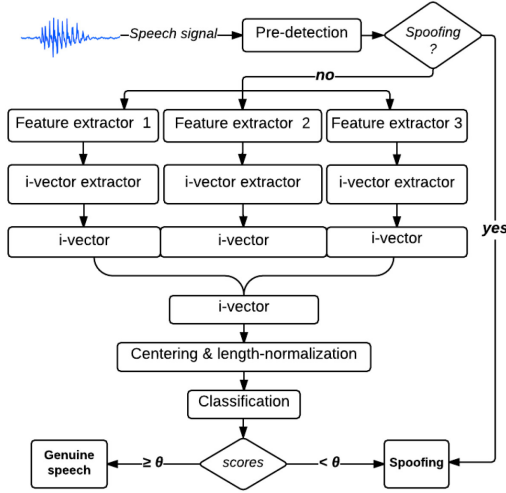 Speech signal
Pre-detection
Spoofing
?
no
Feature extractor 1
Feature extractor 2
Feature extractor 3
i-vector extractor
i-vector extractor
i-vector extractor
yes
i-vector
i-vector
i-vector
i-vector
Centering & length-normalization
Classification
Genuine
speech
≥ θ
scores
< θ
Spoofing